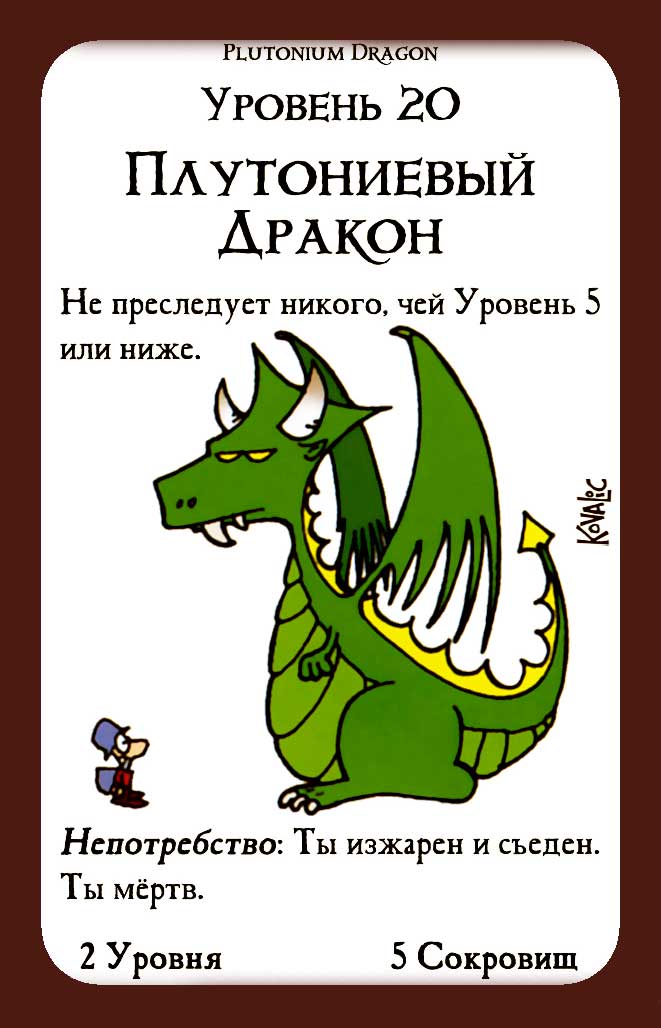 Plutonium Dragon
Уровень 20
Плутониевый
Дракон
Не преследует никого, чей Уровень 5
или ниже.
Kovalic
Непотребство: Ты изжарен и съеден.
Ты мёртв.
2 Уровня 5 Сокровищ